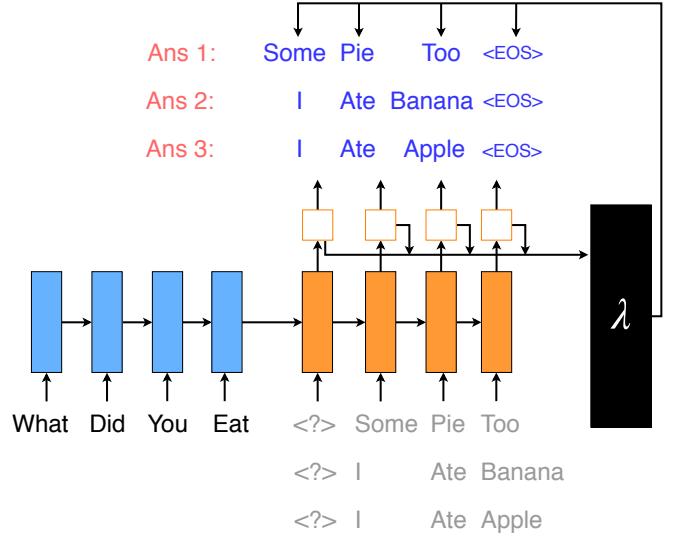 Ans 1: Some Pie Too <EOS>
Ans 2: I Ate Banana <EOS>
Ans 3: I Ate Apple <EOS>
λ
What Did You Eat <?> Some Pie Too
<?> I Ate Banana
<?> I Ate Apple